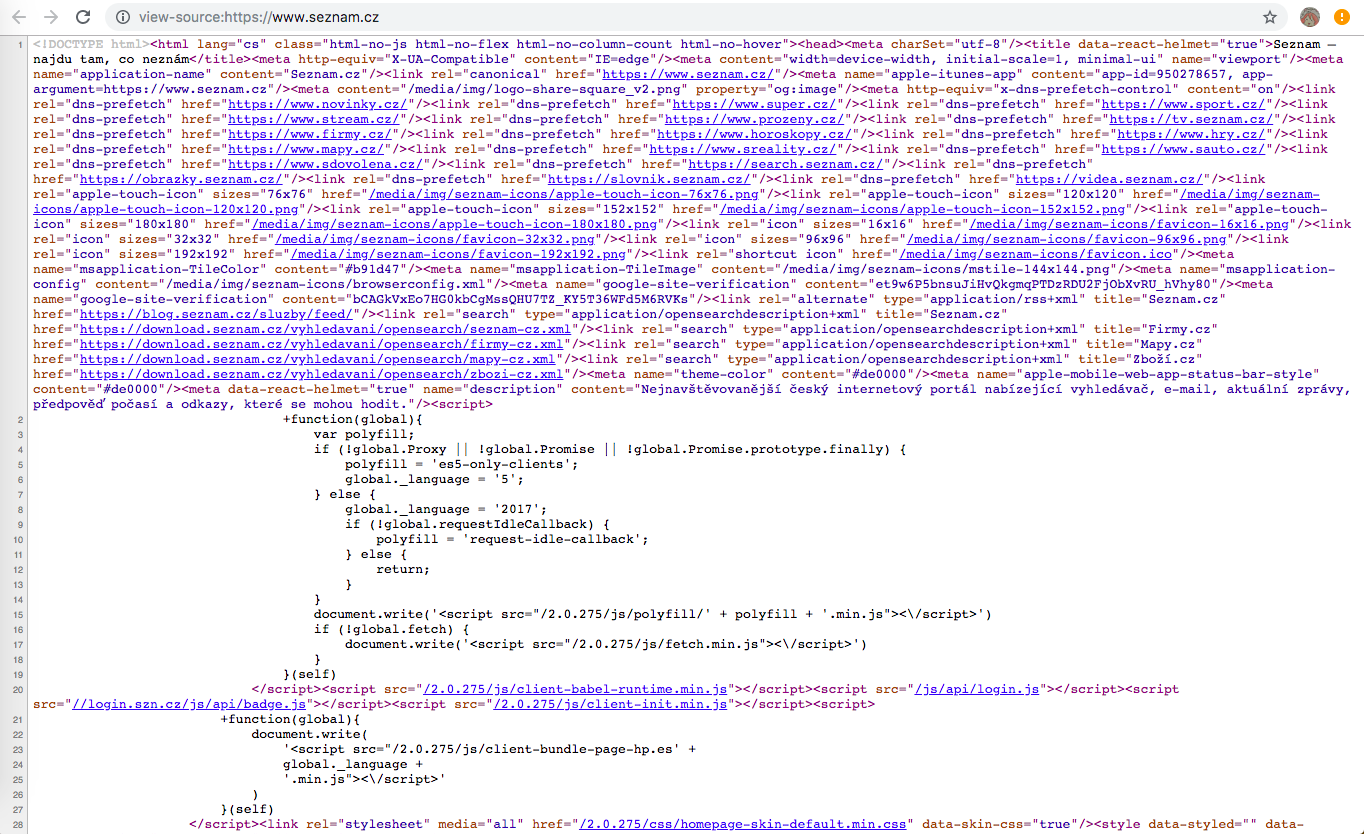 view-source:https://www.seznam.cz
1 <!DOCTYPE html><html lang="cs" class="html-no-js html-no-flex html-no-column-count html-no-hover"><head><meta charSet="utf-8"/><title data-react-helmet="true">Seznam –
najdu tam, co neznám</title><meta http-equiv="X-UA-Compatible" content="IE=edge"/><meta content="width=device-width, initial-scale=1, minimal-ui" name="viewport"/><meta
name="application-name" content="Seznam.cz"/><link rel="canonical" href="https://www.seznam.cz/"/><meta name="apple-itunes-app" content="app-id=950278657, app-
argument=https://www.seznam.cz"/><meta content="/media/img/logo-share-square_v2.png" property="og:image"/><meta http-equiv="x-dns-prefetch-control" content="on"/><link
rel="dns-prefetch" href="https://www.novinky.cz/"/><link rel="dns-prefetch" href="https://www.super.cz/"/><link rel="dns-prefetch" href="https://www.sport.cz/"/><link
rel="dns-prefetch" href="https://www.stream.cz/"/><link rel="dns-prefetch" href="https://www.prozeny.cz/"/><link rel="dns-prefetch" href="https://tv.seznam.cz/"/><link
rel="dns-prefetch" href="https://www.firmy.cz/"/><link rel="dns-prefetch" href="https://www.horoskopy.cz/"/><link rel="dns-prefetch" href="https://www.hry.cz/"/><link
rel="dns-prefetch" href="https://www.mapy.cz/"/><link rel="dns-prefetch" href="https://www.sreality.cz/"/><link rel="dns-prefetch" href="https://www.sauto.cz/"/><link
rel="dns-prefetch" href="https://www.sdovolena.cz/"/><link rel="dns-prefetch" href="https://search.seznam.cz/"/><link rel="dns-prefetch"
href="https://obrazky.seznam.cz/"/><link rel="dns-prefetch" href="https://slovnik.seznam.cz/"/><link rel="dns-prefetch" href="https://videa.seznam.cz/"/><link
rel="apple-touch-icon" sizes="76x76" href="/media/img/seznam-icons/apple-touch-icon-76x76.png"/><link rel="apple-touch-icon" sizes="120x120" href="/media/img/seznam-
icons/apple-touch-icon-120x120.png"/><link rel="apple-touch-icon" sizes="152x152" href="/media/img/seznam-icons/apple-touch-icon-152x152.png"/><link rel="apple-touch-
icon" sizes="180x180" href="/media/img/seznam-icons/apple-touch-icon-180x180.png"/><link rel="icon" sizes="16x16" href="/media/img/seznam-icons/favicon-16x16.png"/><link
rel="icon" sizes="32x32" href="/media/img/seznam-icons/favicon-32x32.png"/><link rel="icon" sizes="96x96" href="/media/img/seznam-icons/favicon-96x96.png"/><link
rel="icon" sizes="192x192" href="/media/img/seznam-icons/favicon-192x192.png"/><link rel="shortcut icon" href="/media/img/seznam-icons/favicon.ico"/><meta
name="msapplication-TileColor" content="#b91d47"/><meta name="msapplication-TileImage" content="/media/img/seznam-icons/mstile-144x144.png"/><meta name="msapplication-
config" content="/media/img/seznam-icons/browserconfig.xml"/><meta name="google-site-verification" content="et9w6P5bnsuJiHvQkgmqPTDzRDU2FjObXvRU_hVhy80"/><meta
name="google-site-verification" content="bCAGkVxEo7HG0kbCgMssQHU7TZ_KY5T36WFd5M6RVKs"/><link rel="alternate" type="application/rss+xml" title="Seznam.cz"
href="https://blog.seznam.cz/sluzby/feed/"/><link rel="search" type="application/opensearchdescription+xml" title="Seznam.cz"
href="https://download.seznam.cz/vyhledavani/opensearch/seznam-cz.xml"/><link rel="search" type="application/opensearchdescription+xml" title="Firmy.cz"
href="https://download.seznam.cz/vyhledavani/opensearch/firmy-cz.xml"/><link rel="search" type="application/opensearchdescription+xml" title="Mapy.cz"
href="https://download.seznam.cz/vyhledavani/opensearch/mapy-cz.xml"/><link rel="search" type="application/opensearchdescription+xml" title="Zboží.cz"
href="https://download.seznam.cz/vyhledavani/opensearch/zbozi-cz.xml"/><meta name="theme-color" content="#de0000"/><meta name="apple-mobile-web-app-status-bar-style"
content="#de0000"/><meta data-react-helmet="true" name="description" content="Nejnavštěvovanější český internetový portál nabízející vyhledávač, e-mail, aktuální zprávy,
předpověď počasí a odkazy, které se mohou hodit."/><script>
2 +function(global){
3 var polyfill;
4 if (!global.Proxy || !global.Promise || !global.Promise.prototype.finally) {
5 polyfill = 'es5-only-clients';
6 global._language = '5';
7 } else {
8 global._language = '2017';
9 if (!global.requestIdleCallback) {
10 polyfill = 'request-idle-callback';
11 } else {
12 return;
13 }
14 }
15 document.write('<script src="/2.0.275/js/polyfill/' + polyfill + '.min.js"><\/script>')
16 if (!global.fetch) {
17 document.write('<script src="/2.0.275/js/fetch.min.js"><\/script>')
18 }
19 }(self)
20 </script><script src="/2.0.275/js/client-babel-runtime.min.js"></script><script src="/js/api/login.js"></script><script
src="//login.szn.cz/js/api/badge.js"></script><script src="/2.0.275/js/client-init.min.js"></script><script>
21 +function(global){
22 document.write(
23 '<script src="/2.0.275/js/client-bundle-page-hp.es' +
24 global._language +
25 '.min.js"><\/script>'
26 )
27 }(self)
28 </script><link rel="stylesheet" media="all" href="/2.0.275/css/homepage-skin-default.min.css" data-skin-css="true"/><style data-styled="" data-